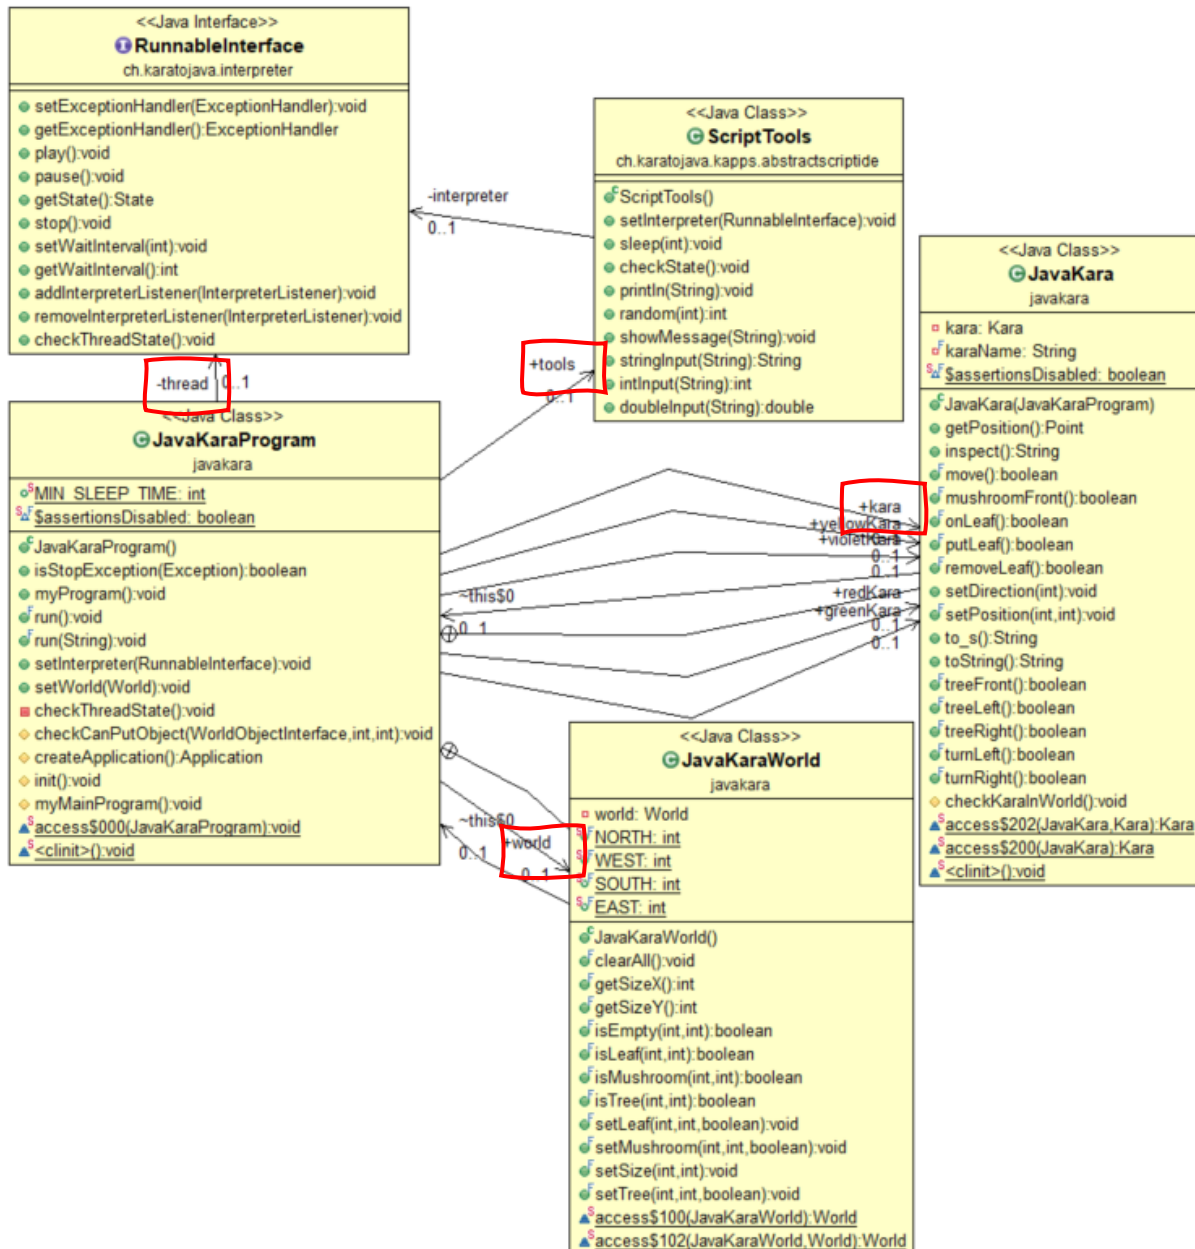 <<Java Interface>>
RunnableInterface
ch.karatojava.interpreter
setExceptionHandler(ExceptionHandler):void
getExceptionHandler():ExceptionHandler
play():void
pause():void
getState():State
stop():void
setWaitInterval(int):void
getWaitInterval():int
addInterpreterListener(InterpreterListener):void
removeInterpreterListener(InterpreterListener):void
checkThreadState():void
-interpreter
0..1
<<Java Class>>
ScriptTools
ch.karatojava.kapps.abstractscriptide
ScriptTools()
setInterpreter(RunnableInterface):void
sleep(int):void
checkState():void
println(String):void
random(int):int
showMessage(String):void
stringInput(String):String
intInput(String):int
doubleInput(String):double
-thread
0..1
+tools
0..1
<<Java Class>>
JavaKaraProgram
javakara
MIN_SLEEP_TIME: int
$assertionsDisabled: boolean
JavaKaraProgram()
isStopException(Exception):boolean
myProgram():void
run():void
run(String):void
setInterpreter(RunnableInterface):void
setWorld(World):void
checkThreadState():void
checkCanPutObject(WorldObjectInterface,int,int):void
createApplication():Application
init():void
myMainProgram():void
access$000(JavaKaraProgram):void
<clinit>():void
+kara
+yellowKara
+violetKara
0..1
0..1
0..1
~this$0
0..1
+redKara
+greenKara
0..1
0..1
<<Java Class>>
JavaKara
javakara
kara: Kara
karaName: String
$assertionsDisabled: boolean
JavaKara(JavaKaraProgram)
getPosition():Point
inspect():String
move():boolean
mushroomFront():boolean
onLeaf():boolean
putLeaf():boolean
removeLeaf():boolean
setDirection(int):void
setPosition(int,int):void
to_s():String
toString():String
treeFront():boolean
treeLeft():boolean
treeRight():boolean
turnLeft():boolean
turnRight():boolean
checkKaraInWorld():void
access$202(JavaKara,Kara):Kara
access$200(JavaKara):Kara
<clinit>():void
~this$0
0..1
+world
0..1
<<Java Class>>
JavaKaraWorld
javakara
world: World
NORTH: int
WEST: int
SOUTH: int
EAST: int
JavaKaraWorld()
clearAll():void
getSizeX():int
getSizeY():int
isEmpty(int,int):boolean
isLeaf(int,int):boolean
isMushroom(int,int):boolean
isTree(int,int):boolean
setLeaf(int,int,boolean):void
setMushroom(int,int,boolean):void
setSize(int,int):void
setTree(int,int,boolean):void
access$100(JavaKaraWorld):World
access$102(JavaKaraWorld,World):World